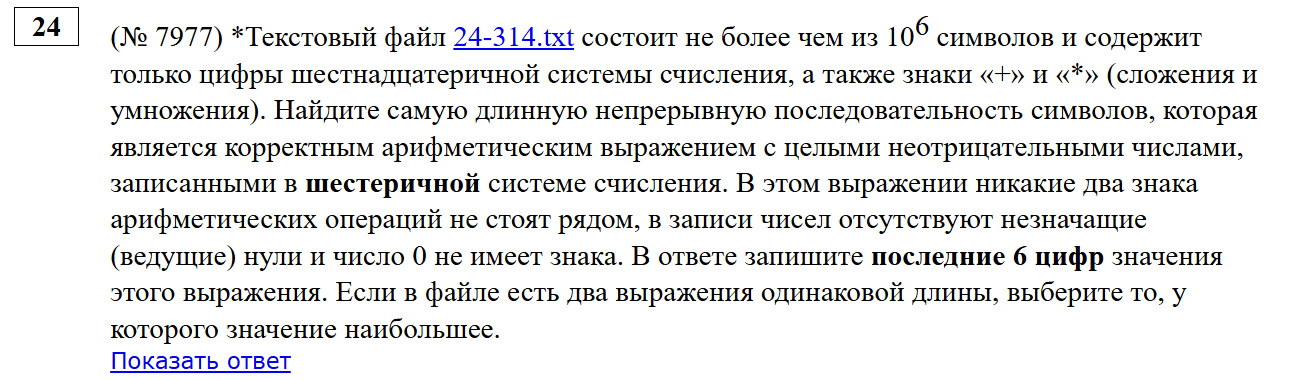 24
(№ 7977) *Текстовый файл 24-314.txt состоит не более чем из 10^6 символов и содержит
только цифры шестнадцатеричной системы счисления, а также знаки «+» и «*» (сложения и
умножения). Найдите самую длинную непрерывную последовательность символов, которая
является корректным арифметическим выражением с целыми неотрицательными числами,
записанными в шестеричной системе счисления. В этом выражении никакие два знака
арифметических операций не стоят рядом, в записи чисел отсутствуют незначащие
(ведущие) нули и число 0 не имеет знака. В ответе запишите последние 6 цифр значения
этого выражения. Если в файле есть два выражения одинаковой длины, выберите то, у
которого значение наибольшее.
Показать ответ